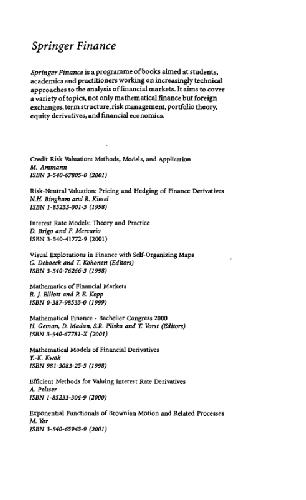 Springer Finance
Springer Finance is a programme of books aimed at students,
academics and practitioners working on increasingly technical
approaches to the analysis of financial markets. It aims to cover
a variety of topics, not only mathematical finance but foreign
exchanges, term structure, risk management, portfolio theory,
equity derivatives, and financial economics.
Credit Risk Valuation: Methods, Models, and Application
M. Ammann
ISBN 3-540-67805-0 (2001)
Risk-Neutral Valuation: Pricing and Hedging of Finance Derivatives
N.H. Bingham and R. Kiesel
ISBN 1-85233-001-5 (1998)
Interest Rate Models: Theory and Practice
D. Brigo and F. Mercurio
ISBN 3-540-41772-9 (2001)
Visual Explorations in Finance with Self-Organizing Maps
G. Deboeck and T. Kohonen (Editors)
ISBN 3-540-76266-3 (1998)
Mathematics of Financial Markets
R. J. Elliott and P. E. Kopp
ISBN 0-387-98533-0 (1999)
Mathematical Finance - Bachelier Congress 2000
H. Geman, D. Madan, S.R. Pliska and T. Vorst (Editors)
ISBN 3-540-67781-X (2001)
Mathematical Models of Financial Derivatives
Y.-K. Kwok
ISBN 981-3083-25-5 (1998)
Efficient Methods for Valuing Interest Rate Derivatives
A. Pelsser
ISBN 1-85233-304-9 (2000)
Exponential Functionals of Brownian Motion and Related Processes
M. Yor
ISBN 3-540-65943-9 (2001)